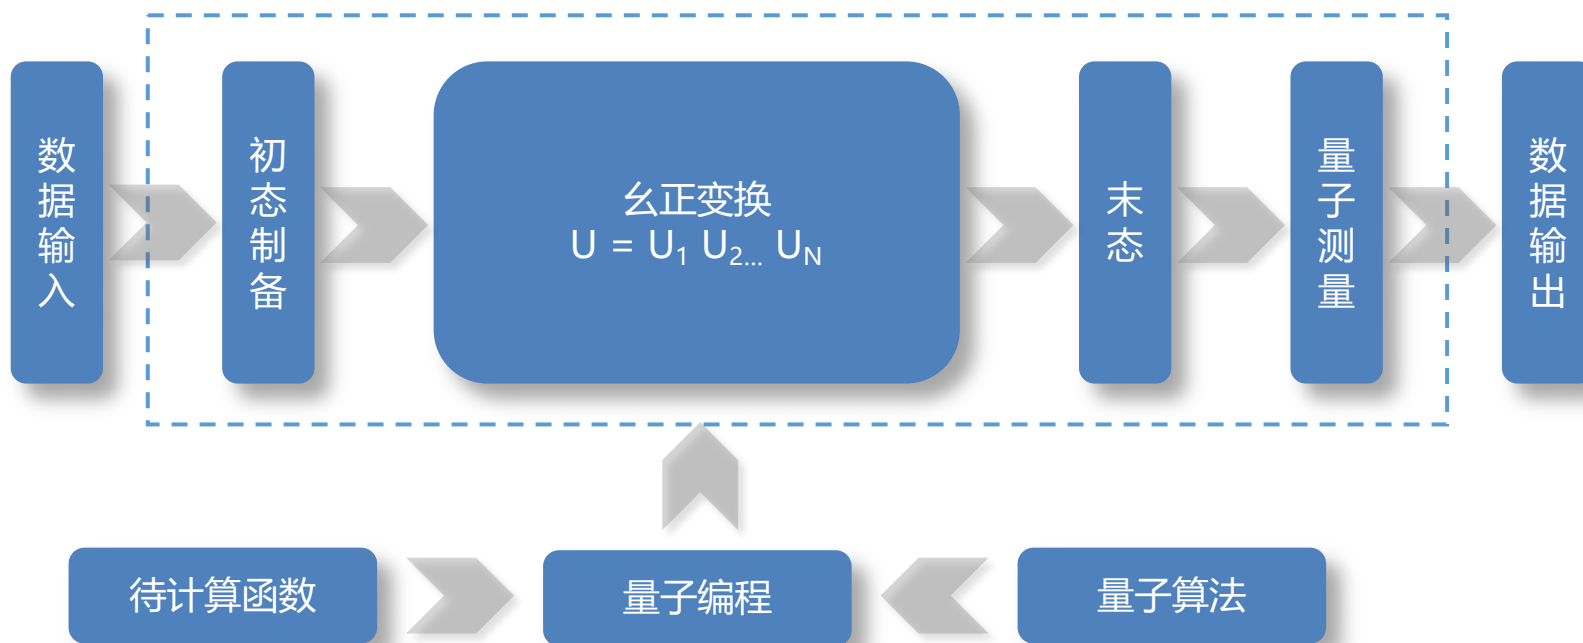 数据输入
初态制备
幺正变换
U = U₁ U₂... U_N
末态
量子测量
数据输出
待计算函数
量子编程
量子算法